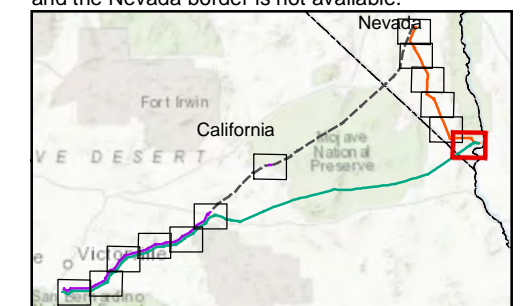 and the Nevada border is not available.
Nevada
Fort Irwin
California
Mojave
National
Preserve
VE DESERT
Victorville
San Bernardino